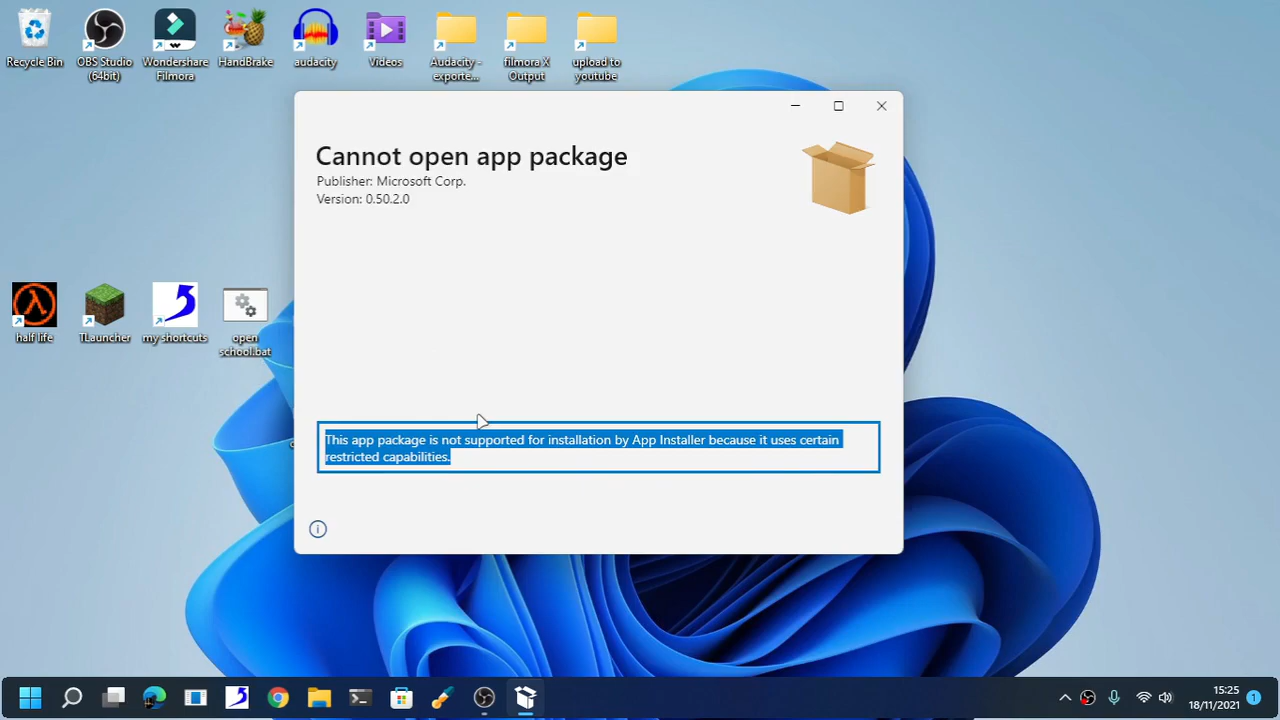 Recycle Bin
OBS Studio
(64bit)
Wondershare
Filmora
HandBrake
audacity
Videos
Audacity -
exporte...
filmora X
Output
upload to
youtube
Cannot open app package
Publisher: Microsoft Corp.
Version: 0.50.2.0
half life
TLauncher
my shortcuts
open
school.bat
This app package is not supported for installation by App Installer because it uses certain
restricted capabilities.
15:25
18/11/2021
1